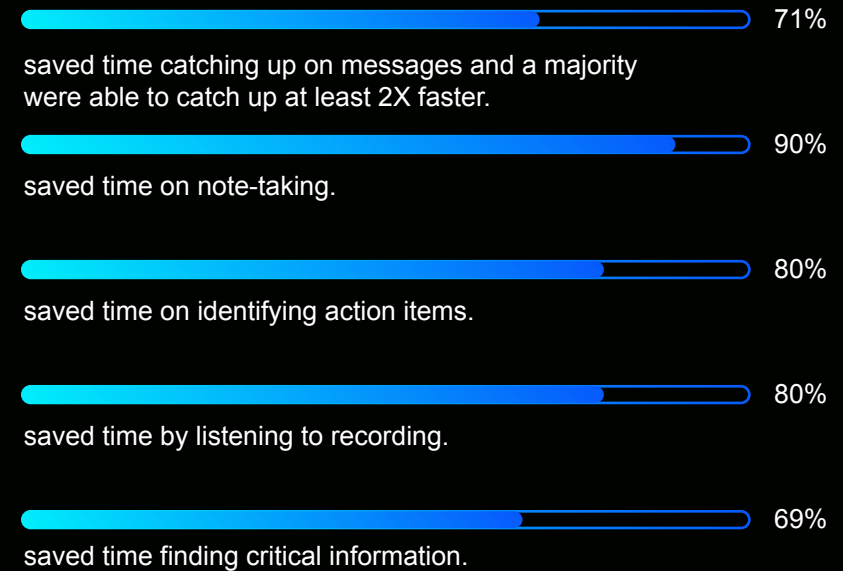 71%
saved time catching up on messages and a majority
were able to catch up at least 2X faster.
90%
saved time on note-taking.
80%
saved time on identifying action items.
80%
saved time by listening to recording.
69%
saved time finding critical information.